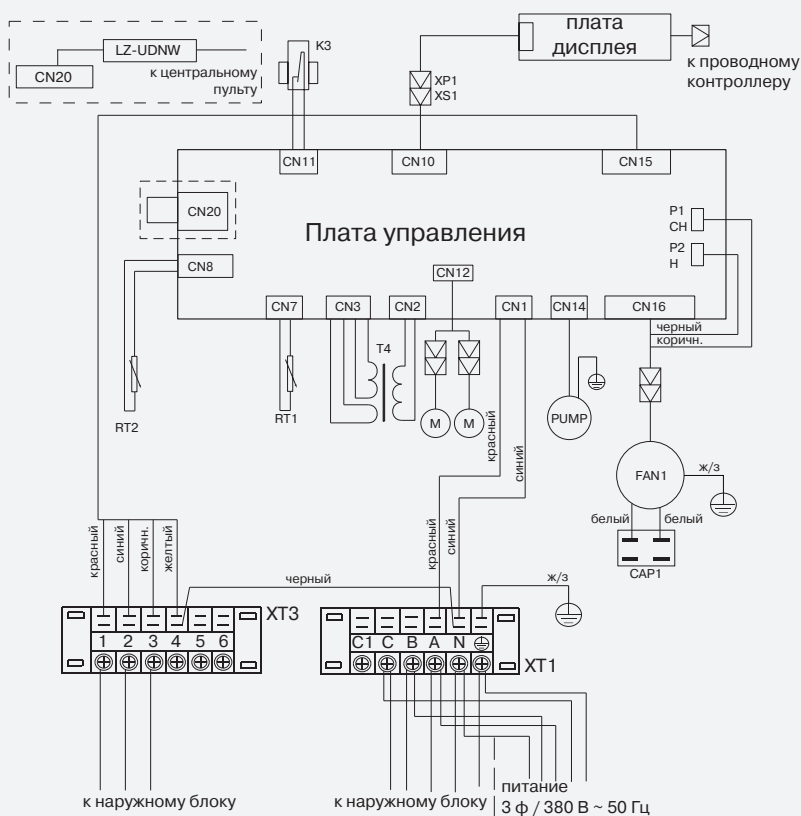 LZ-UDNW
CN20
к центральному
пульту
K3
плата
дисплея
к проводному
контроллеру
XP1
XS1
CN11
CN10
CN15
CN20
P1
CH
Плата управления
P2
H
CN8
CN12
CN7
CN3
CN2
CN1
CN14
CN16
черный
коричн.
T4
RT2
RT1
M
M
PUMP
красный
синий
FAN1
ж/з
белый
белый
CAP1
красный
синий
коричн.
желтый
красный
синий
черный
ж/з
XT3
1 2 3 4 5 6
C1 C B A N
XT1
к наружному блоку
к наружному блоку
питание
3 ф / 380 В ~ 50 Гц